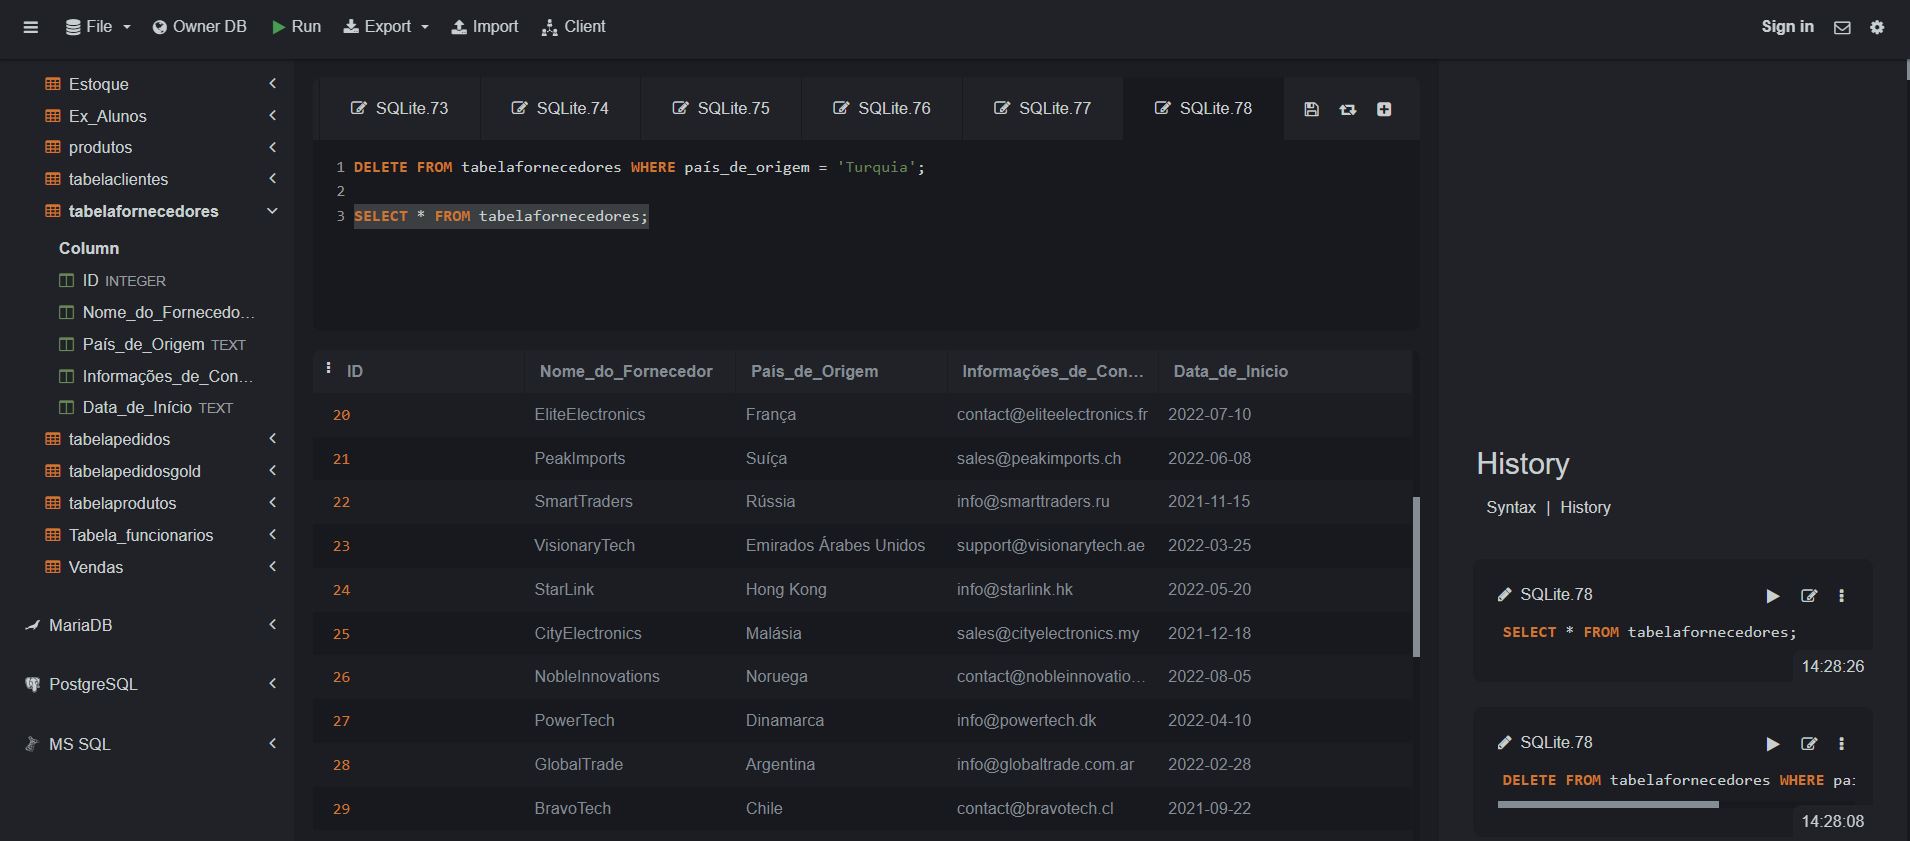 File Owner DB Run Export Import Client Sign in
Estoque
Ex_Alunos
produtos
tabelaclientes
tabelafornecedores
Column
ID INTEGER
Nome_do_Fornecedo...
País_de_Origem TEXT
Informações_de_Con...
Data_de_Início TEXT
tabelapedidos
tabelapedidosgold
tabelaprodutos
Tabela_funcionarios
Vendas
MariaDB
PostgreSQL
MS SQL
SQLite.73 SQLite.74 SQLite.75 SQLite.76 SQLite.77 SQLite.78
1 DELETE FROM tabelafornecedores WHERE país_de_origem = 'Turquia';
2
3 SELECT * FROM tabelafornecedores;
ID Nome_do_Fornecedor País_de_Origem Informações_de_Con... Data_de_Início
20 EliteElectronics França contact@eliteelectronics.fr 2022-07-10
21 PeakImports Suíça sales@peakimports.ch 2022-06-08
22 SmartTraders Rússia info@smarttraders.ru 2021-11-15
23 VisionaryTech Emirados Árabes Unidos support@visionarytech.ae 2022-03-25
24 StarLink Hong Kong info@starlink.hk 2022-05-20
25 CityElectronics Malásia sales@cityelectronics.my 2021-12-18
26 NobleInnovations Noruega contact@nobleinnovatio... 2022-08-05
27 PowerTech Dinamarca info@powertech.dk 2022-04-10
28 GlobalTrade Argentina info@globaltrade.com.ar 2022-02-28
29 BravoTech Chile contact@bravotech.cl 2021-09-22
History
Syntax | History
SQLite.78
SELECT * FROM tabelafornecedores;
14:28:26
SQLite.78
DELETE FROM tabelafornecedores WHERE pa
14:28:08